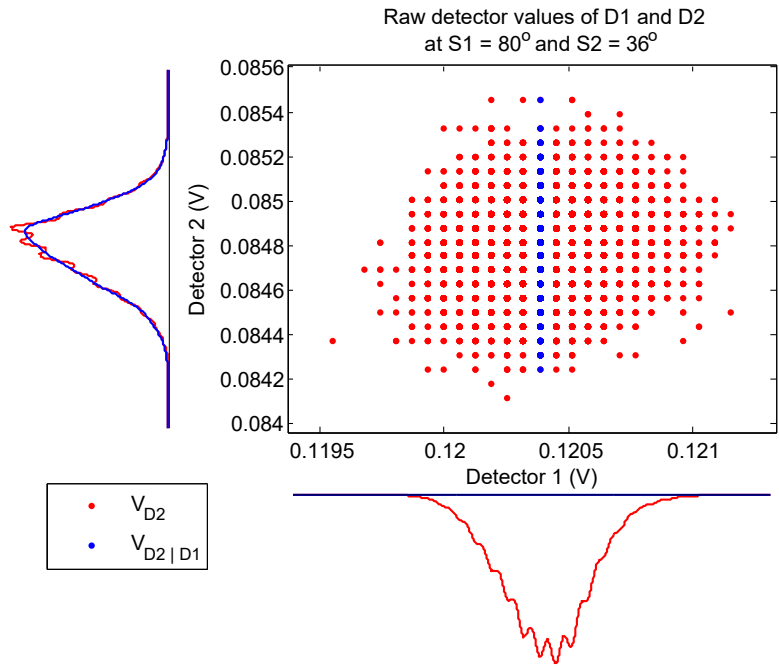 Raw detector values of D1 and D2
at S1 = 80° and S2 = 36°
Detector 2 (V)
0.0856
0.0854
0.0852
0.085
0.0848
0.0846
0.0844
0.0842
0.084
0.1195 0.12 0.1205 0.121
Detector 1 (V)
V_D2
V_D2 | D1